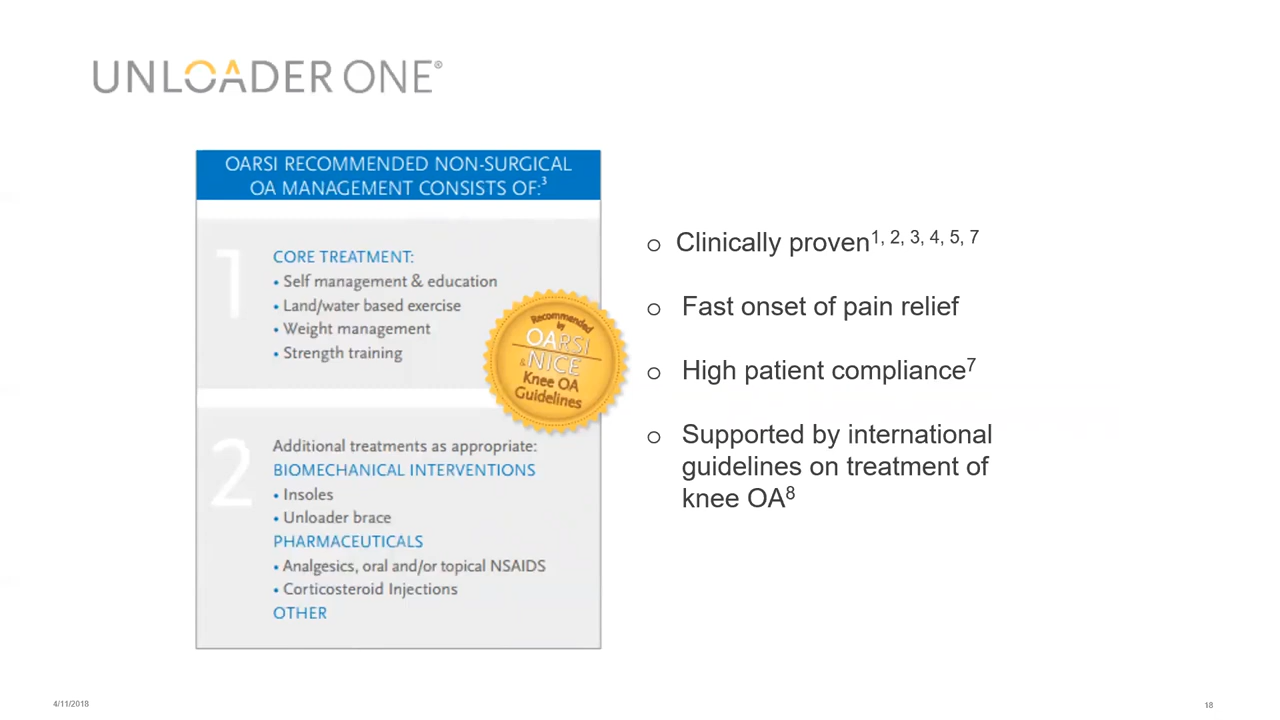 UNLOADER ONE®
OARSI RECOMMENDED NON-SURGICAL
OA MANAGEMENT CONSISTS OF:3
1
CORE TREATMENT:
• Self management & education
• Land/water based exercise
• Weight management
• Strength training
Recommended
by
OARSI
& NICE
Knee OA
Guidelines
2
Additional treatments as appropriate:
BIOMECHANICAL INTERVENTIONS
• Insoles
• Unloader brace
PHARMACEUTICALS
• Analgesics, oral and/or topical NSAIDS
• Corticosteroid Injections
OTHER
o Clinically proven1, 2, 3, 4, 5, 7
o Fast onset of pain relief
o High patient compliance7
o Supported by international
guidelines on treatment of
knee OA8
4/11/2018
18